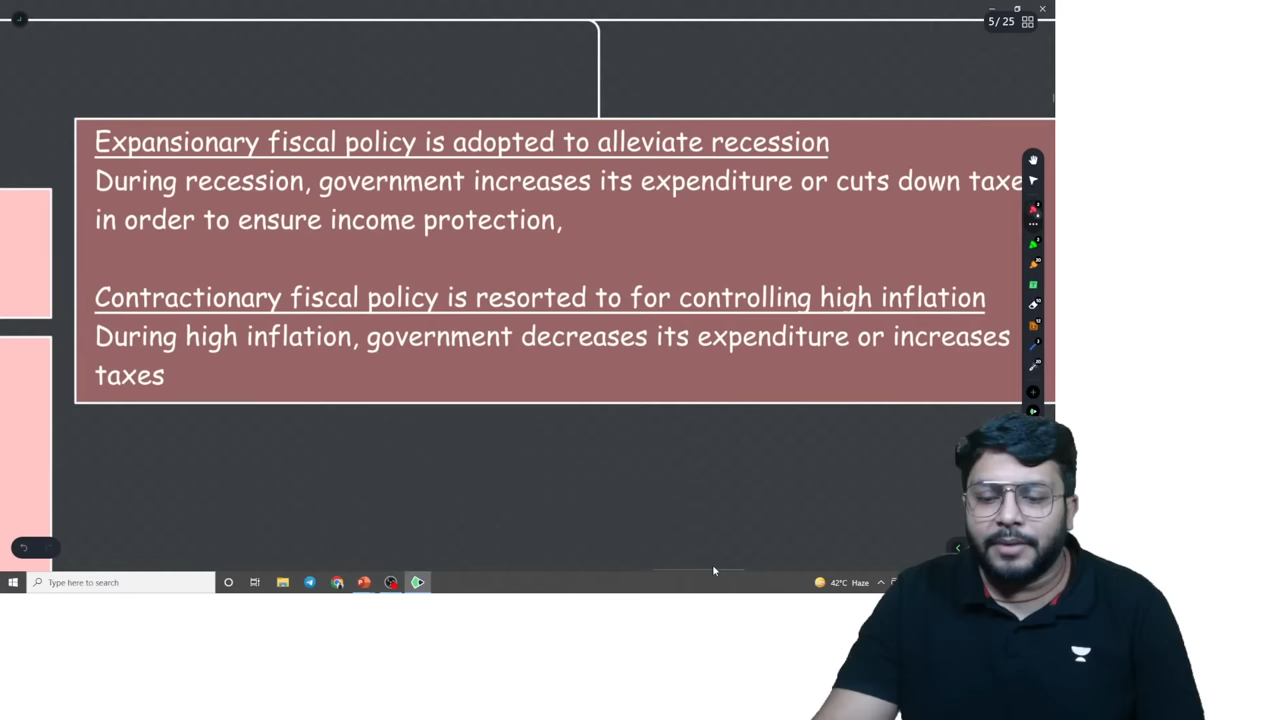 5/ 25
Expansionary fiscal policy is adopted to alleviate recession
During recession, government increases its expenditure or cuts down taxe
in order to ensure income protection,
Contractionary fiscal policy is resorted to for controlling high inflation
During high inflation, government decreases its expenditure or increases
taxes
Type here to search
42°C Haze